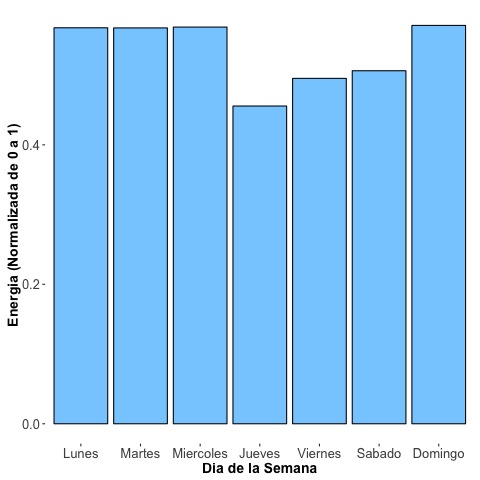 Energia (Normalizada de 0 a 1)
0.4
0.2
0.0
Lunes Martes Miercoles Jueves Viernes Sabado Domingo
Dia de la Semana